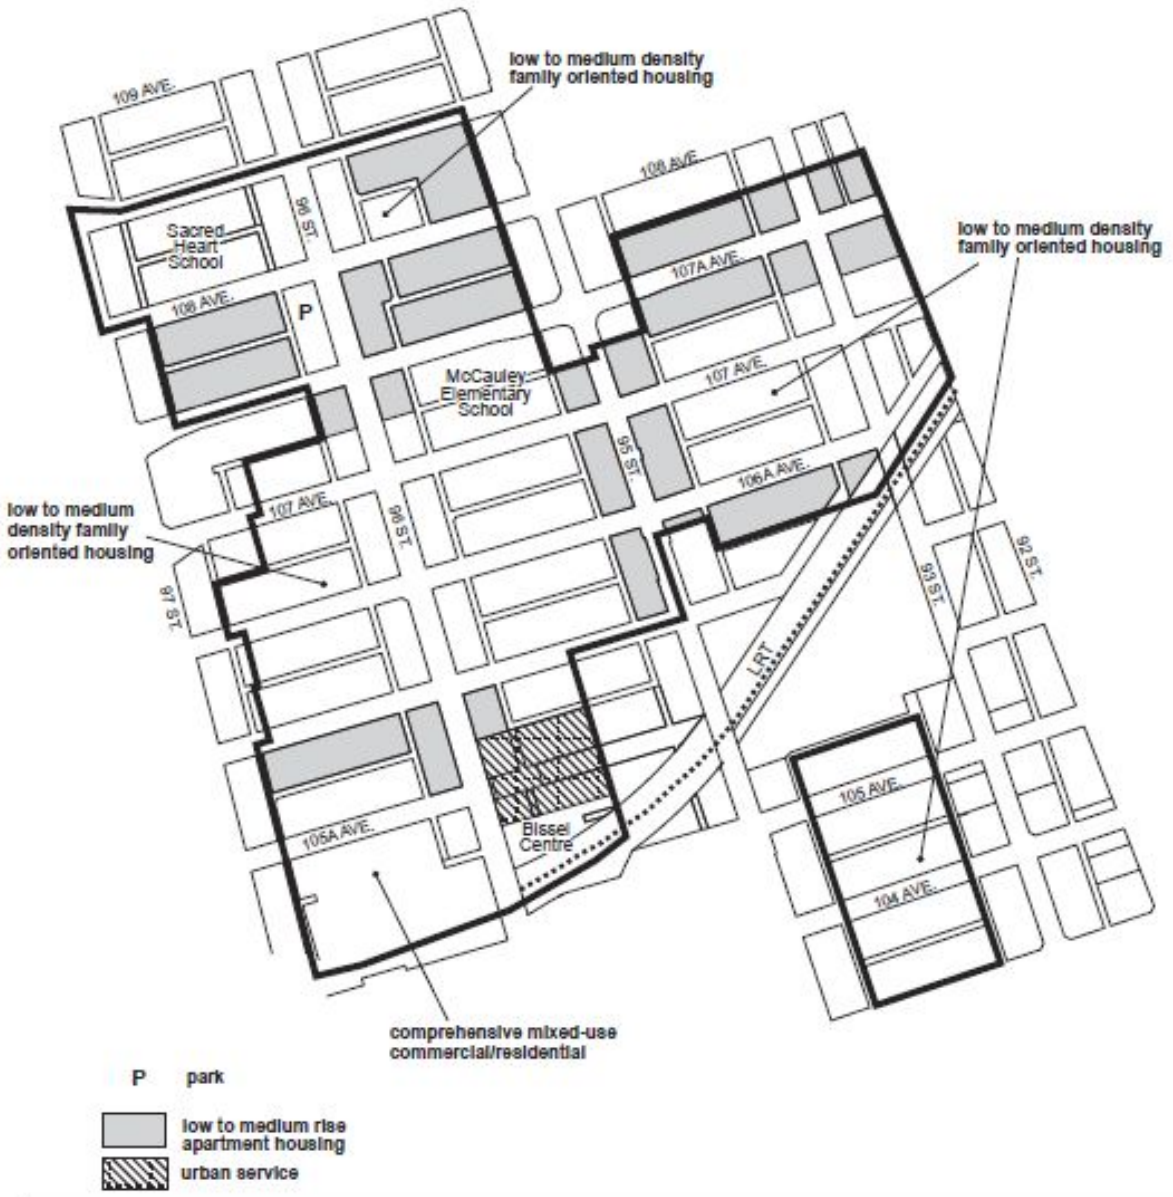 low to medium density
family oriented housing
109 AVE.
108 AVE.
96 ST.
Sacred
Heart
School
low to medium density
family oriented housing
107A AVE.
108 AVE.
P
107 AVE.
McCauley
Elementary
School
95 ST.
106A AVE.
low to medium
density family
oriented housing
107 AVE.
96 ST.
92 ST.
93 ST.
97 ST.
LRT
105 AVE.
105A AVE.
Bissel
Centre
104 AVE.
comprehensive mixed-use
commercial/residential
P park
low to medium rise
apartment housing
urban service